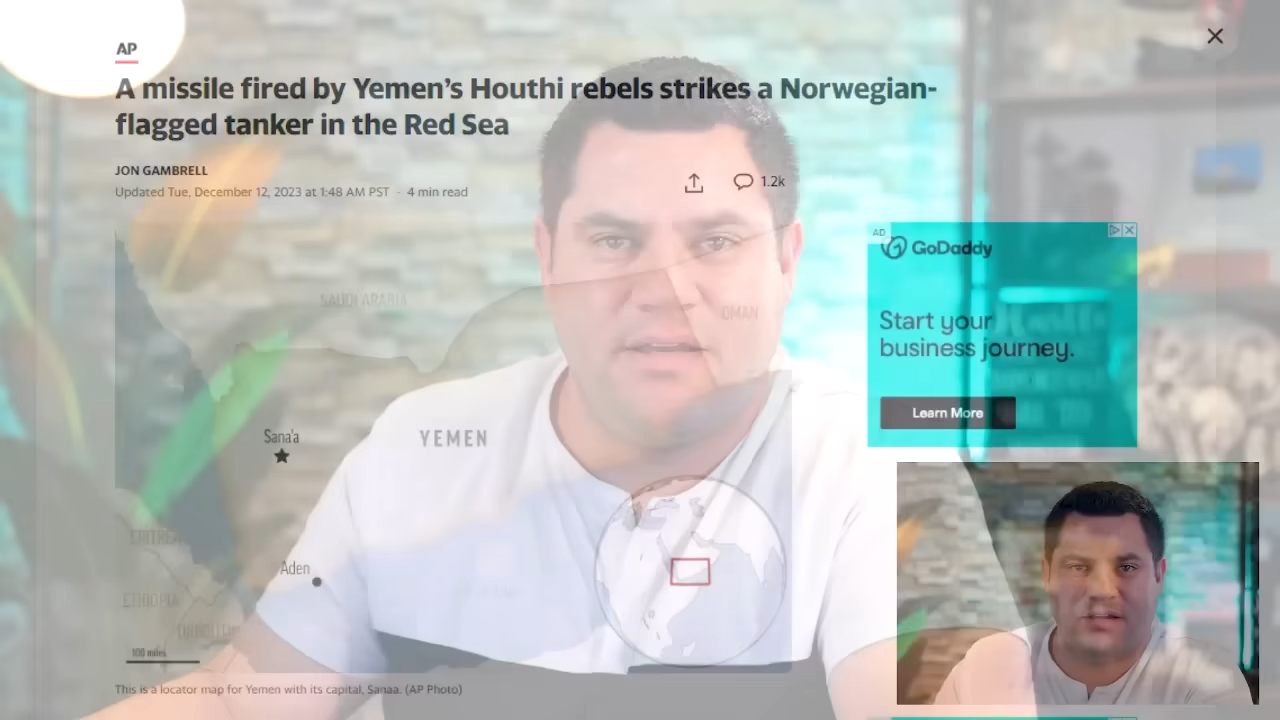 AP
A missile fired by Yemen's Houthi rebels strikes a Norwegian-
flagged tanker in the Red Sea
JON GAMBRELL
Updated Tue, December 12, 2023 at 1:48 AM PST · 4 min read
1.2k
AD
GoDaddy
Start your
business journey.
Learn More
SAUDI ARABIA
OMAN
Sana'a
YEMEN
ERITREA
Aden
ETHIOPIA
DJIBOUTI
100 miles
This is a locator map for Yemen with its capital, Sanaa. (AP Photo)